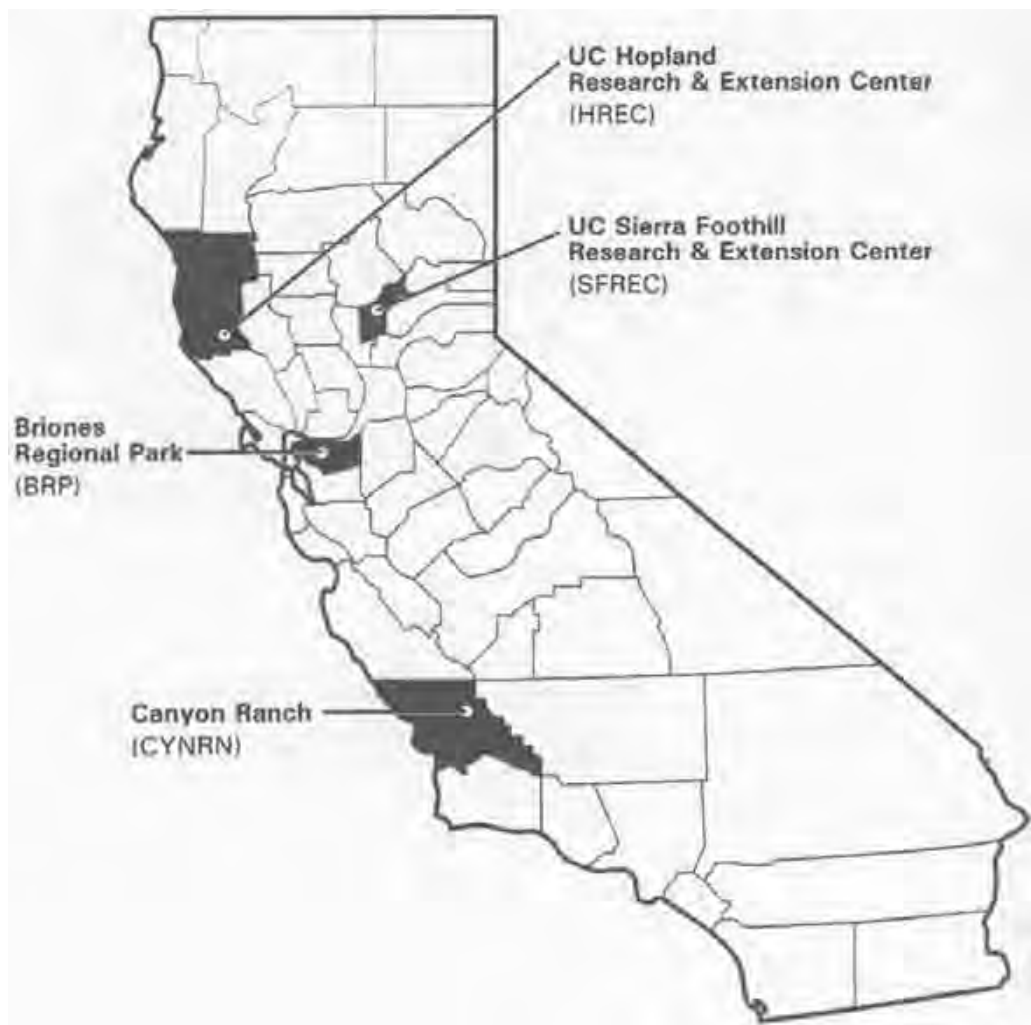 UC Hopland
Research & Extension Center
(HREC)
UC Sierra Foothill
Research & Extension Center
(SFREC)
Briones
Regional Park
(BRP)
Canyon Ranch
(CYNRN)